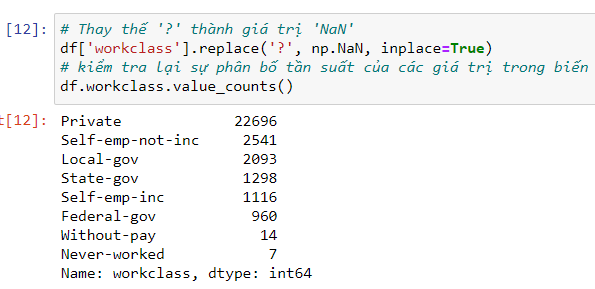 [12]: # Thay thế '?' thành giá trị 'NaN'
df['workclass'].replace('?', np.NaN, inplace=True)
# kiểm tra lại sự phân bố tần suất của các giá trị trong biến
df.workclass.value_counts()
t[12]: Private 22696
Self-emp-not-inc 2541
Local-gov 2093
State-gov 1298
Self-emp-inc 1116
Federal-gov 960
Without-pay 14
Never-worked 7
Name: workclass, dtype: int64